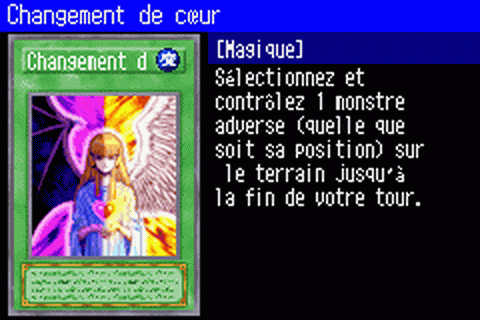 Changement de cœur
Changement d
[Magique]
Sélectionnez et
contrôlez 1 monstre
adverse (quelle que
soit sa position) sur
le terrain jusqu'à
la fin de votre tour.